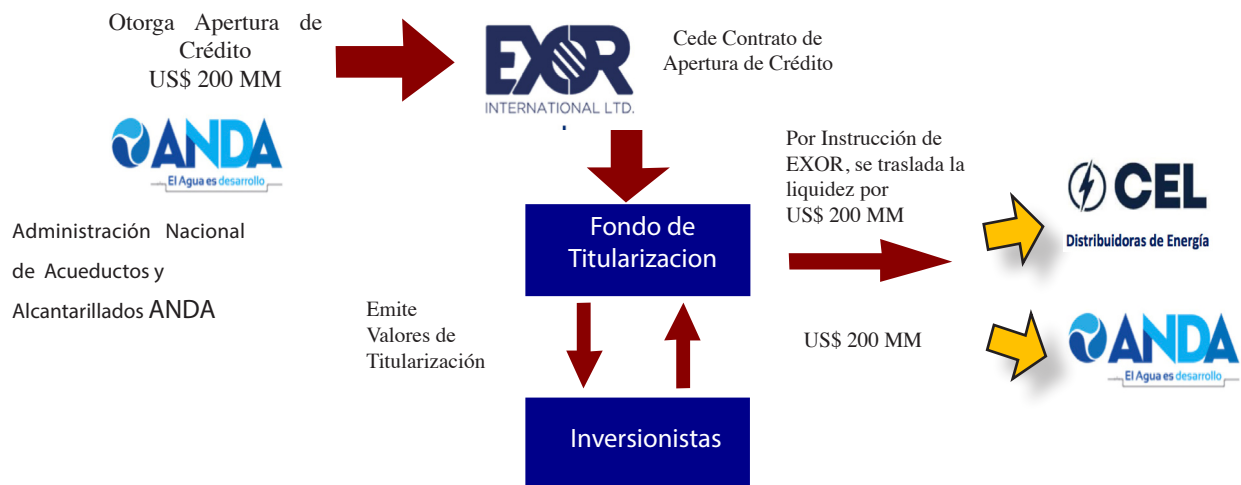 Otorga Apertura de
Crédito
US$ 200 MM
EXOR
INTERNATIONAL LTD.
Cede Contrato de
Apertura de Crédito
ANDA
El Agua es desarrollo
Administración Nacional
de Acueductos y
Alcantarillados ANDA
Fondo de
Titularizacion
Por Instrucción de
EXOR, se traslada la
liquidez por
US$ 200 MM
CEL
Distribuidoras de Energía
Emite
Valores de
Titularización
US$ 200 MM
ANDA
El Agua es desarrollo
Inversionistas